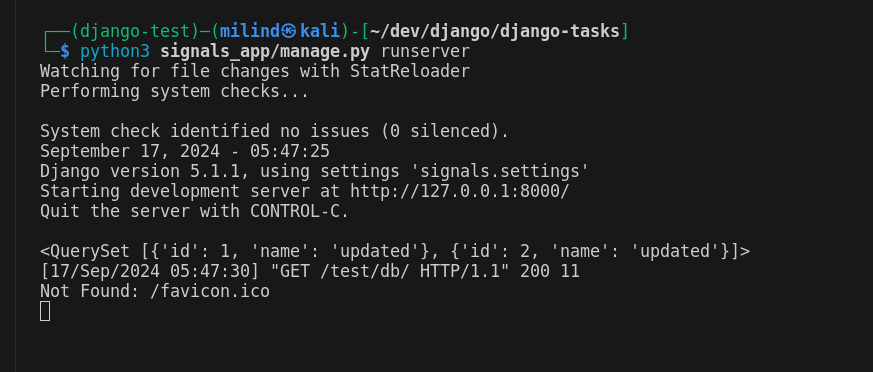 ┌──(django-test)─(milind㉿kali)-[~/dev/django/django-tasks]
└─$ python3 signals_app/manage.py runserver
Watching for file changes with StatReloader
Performing system checks...
System check identified no issues (0 silenced).
September 17, 2024 - 05:47:25
Django version 5.1.1, using settings 'signals.settings'
Starting development server at http://127.0.0.1:8000/
Quit the server with CONTROL-C.
<QuerySet [{'id': 1, 'name': 'updated'}, {'id': 2, 'name': 'updated'}]>
[17/Sep/2024 05:47:30] "GET /test/db/ HTTP/1.1" 200 11
Not Found: /favicon.ico